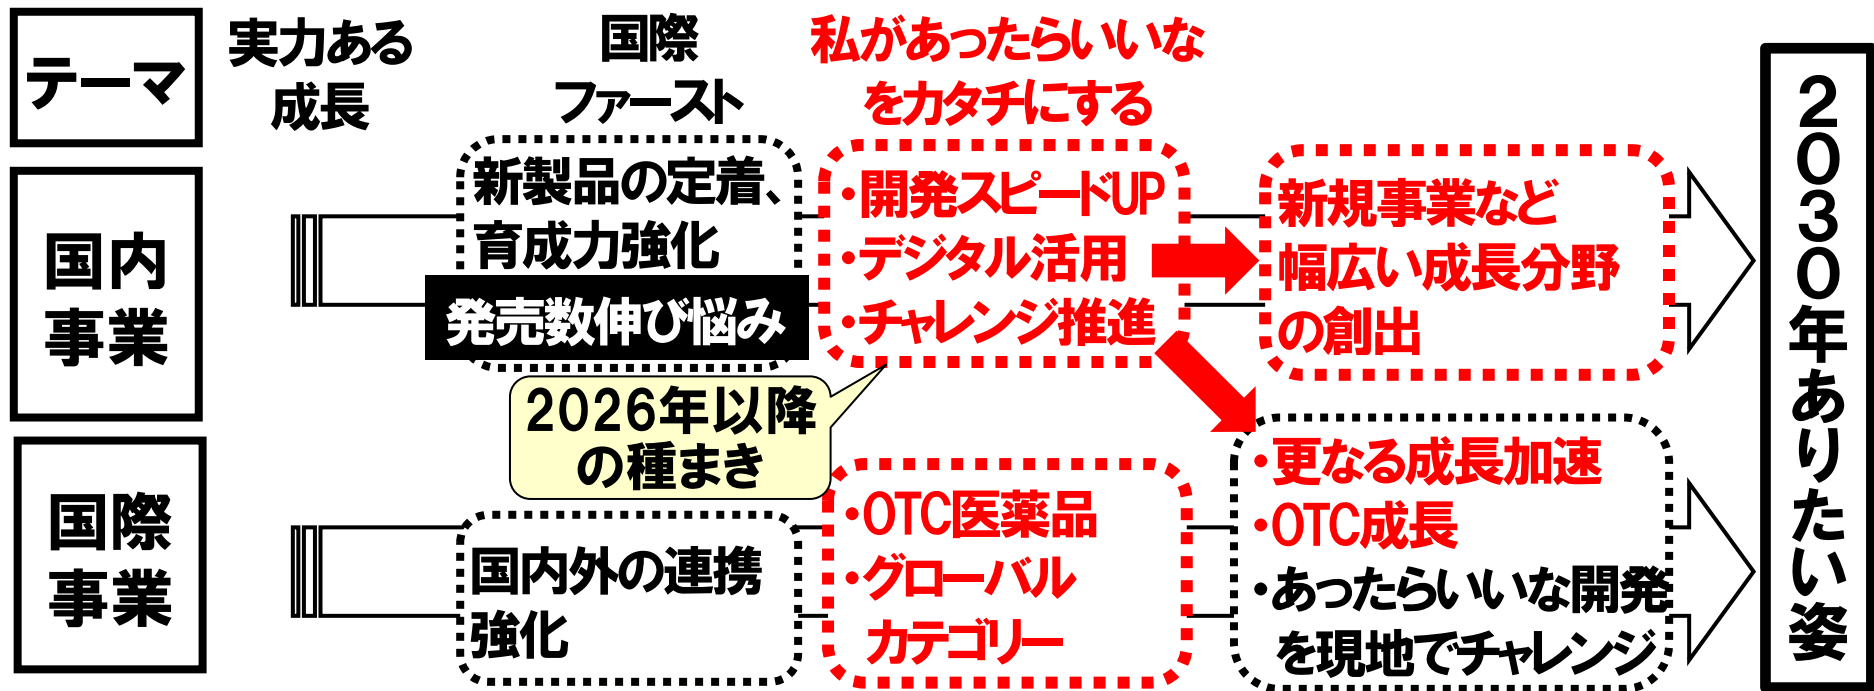 テーマ
実力ある
成長
国際
ファースト
私があったらいいな
をカタチにする
国内
事業
新製品の定着、
育成力強化
発売数伸び悩み
・開発スピードUP
・デジタル活用
・チャレンジ推進
新規事業など
幅広い成長分野
の創出
2026年以降
の種まき
国際
事業
国内外の連携
強化
・OTC医薬品
・グローバル
カテゴリー
・更なる成長加速
・OTC成長
・あったらいいな開発
を現地でチャレンジ
2030年ありたい姿